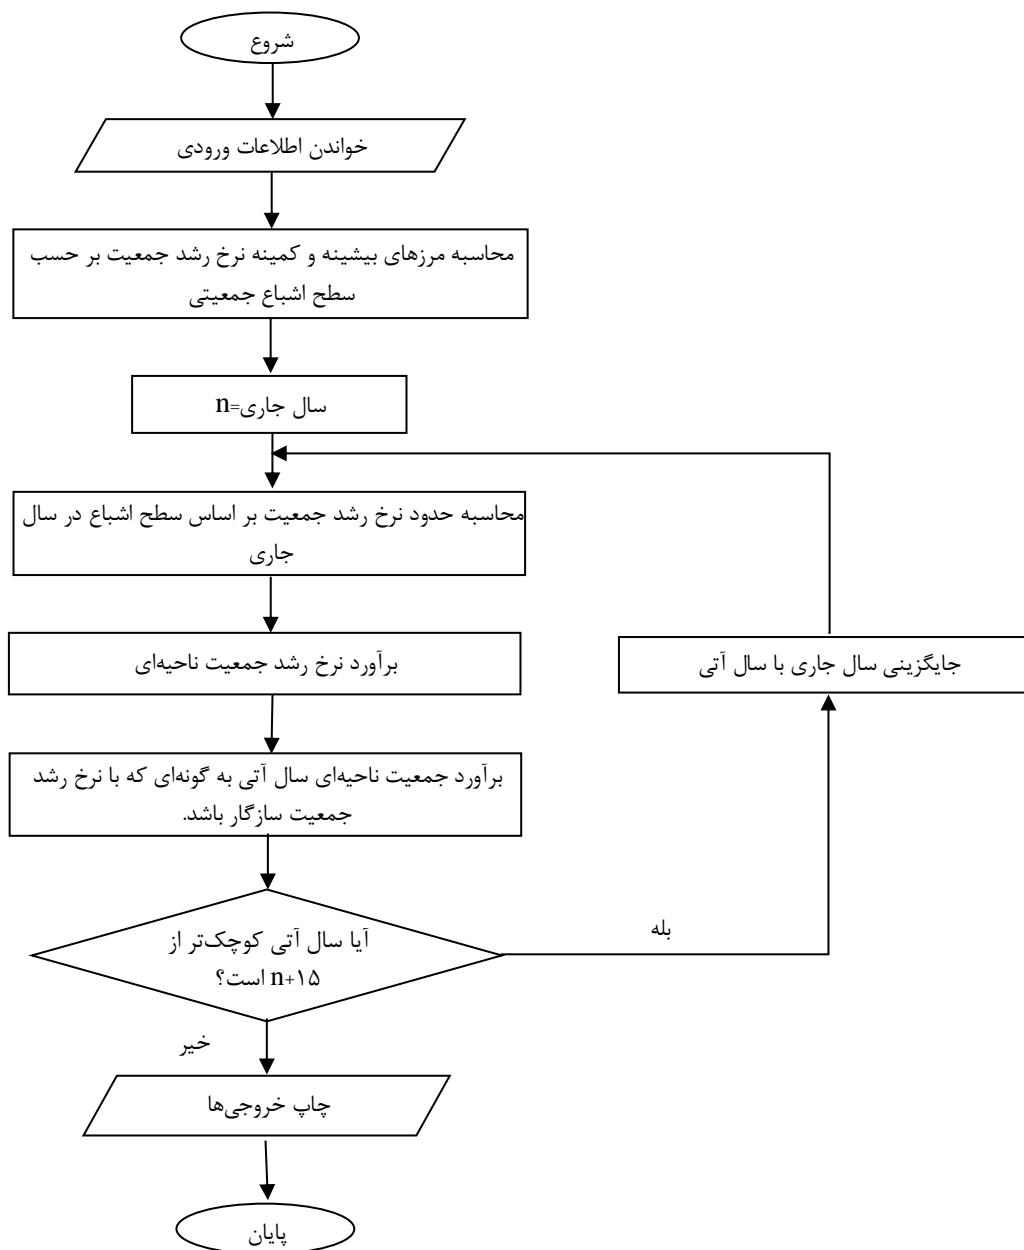 شروع
خواندن اطلاعات ورودی
محاسبه مرزهای بیشینه و کمینه نرخ رشد جمعیت بر حسب
سطح اشباع جمعیتی
سال جاری=n
محاسبه حدود نرخ رشد جمعیت بر اساس سطح اشباع در سال
جاری
برآورد نرخ رشد جمعیت ناحیه‌ای
جایگزینی سال جاری با سال آتی
برآورد جمعیت ناحیه‌ای سال آتی به گونه‌ای که با نرخ رشد
جمعیت سازگار باشد.
آیا سال آتی کوچک‌تر از
n+۱۵ است؟
بله
خیر
چاپ خروجی‌ها
پایان